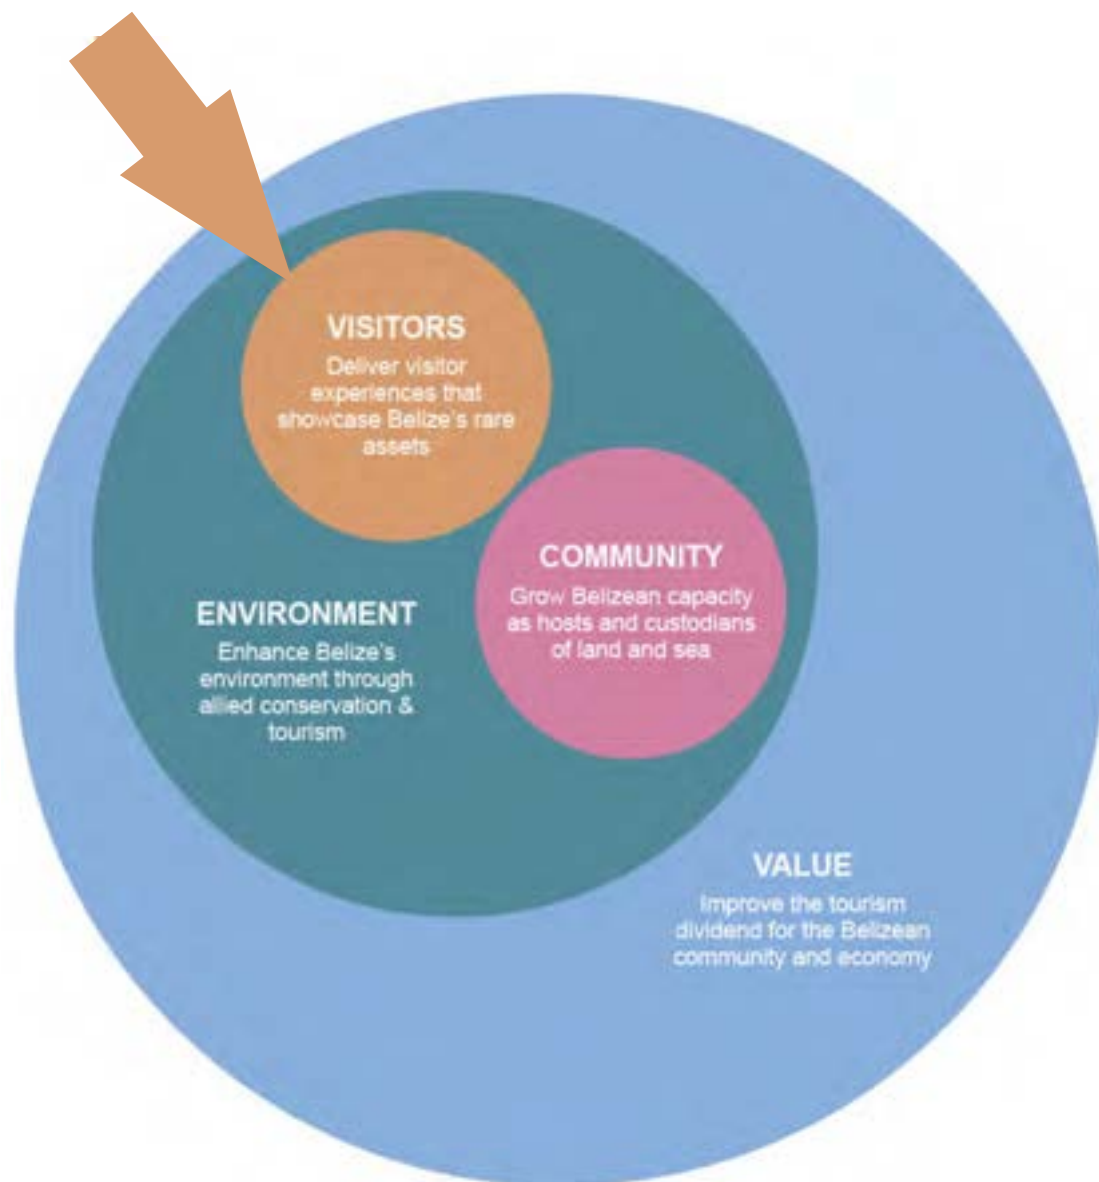 VISITORS
Deliver visitor
experiences that
showcase Belize's rare
assets
COMMUNITY
Grow Belizean capacity
as hosts and custodians
of land and sea
ENVIRONMENT
Enhance Belize's
environment through
allied conservation &
tourism
VALUE
Improve the tourism
dividend for the Belizean
community and economy